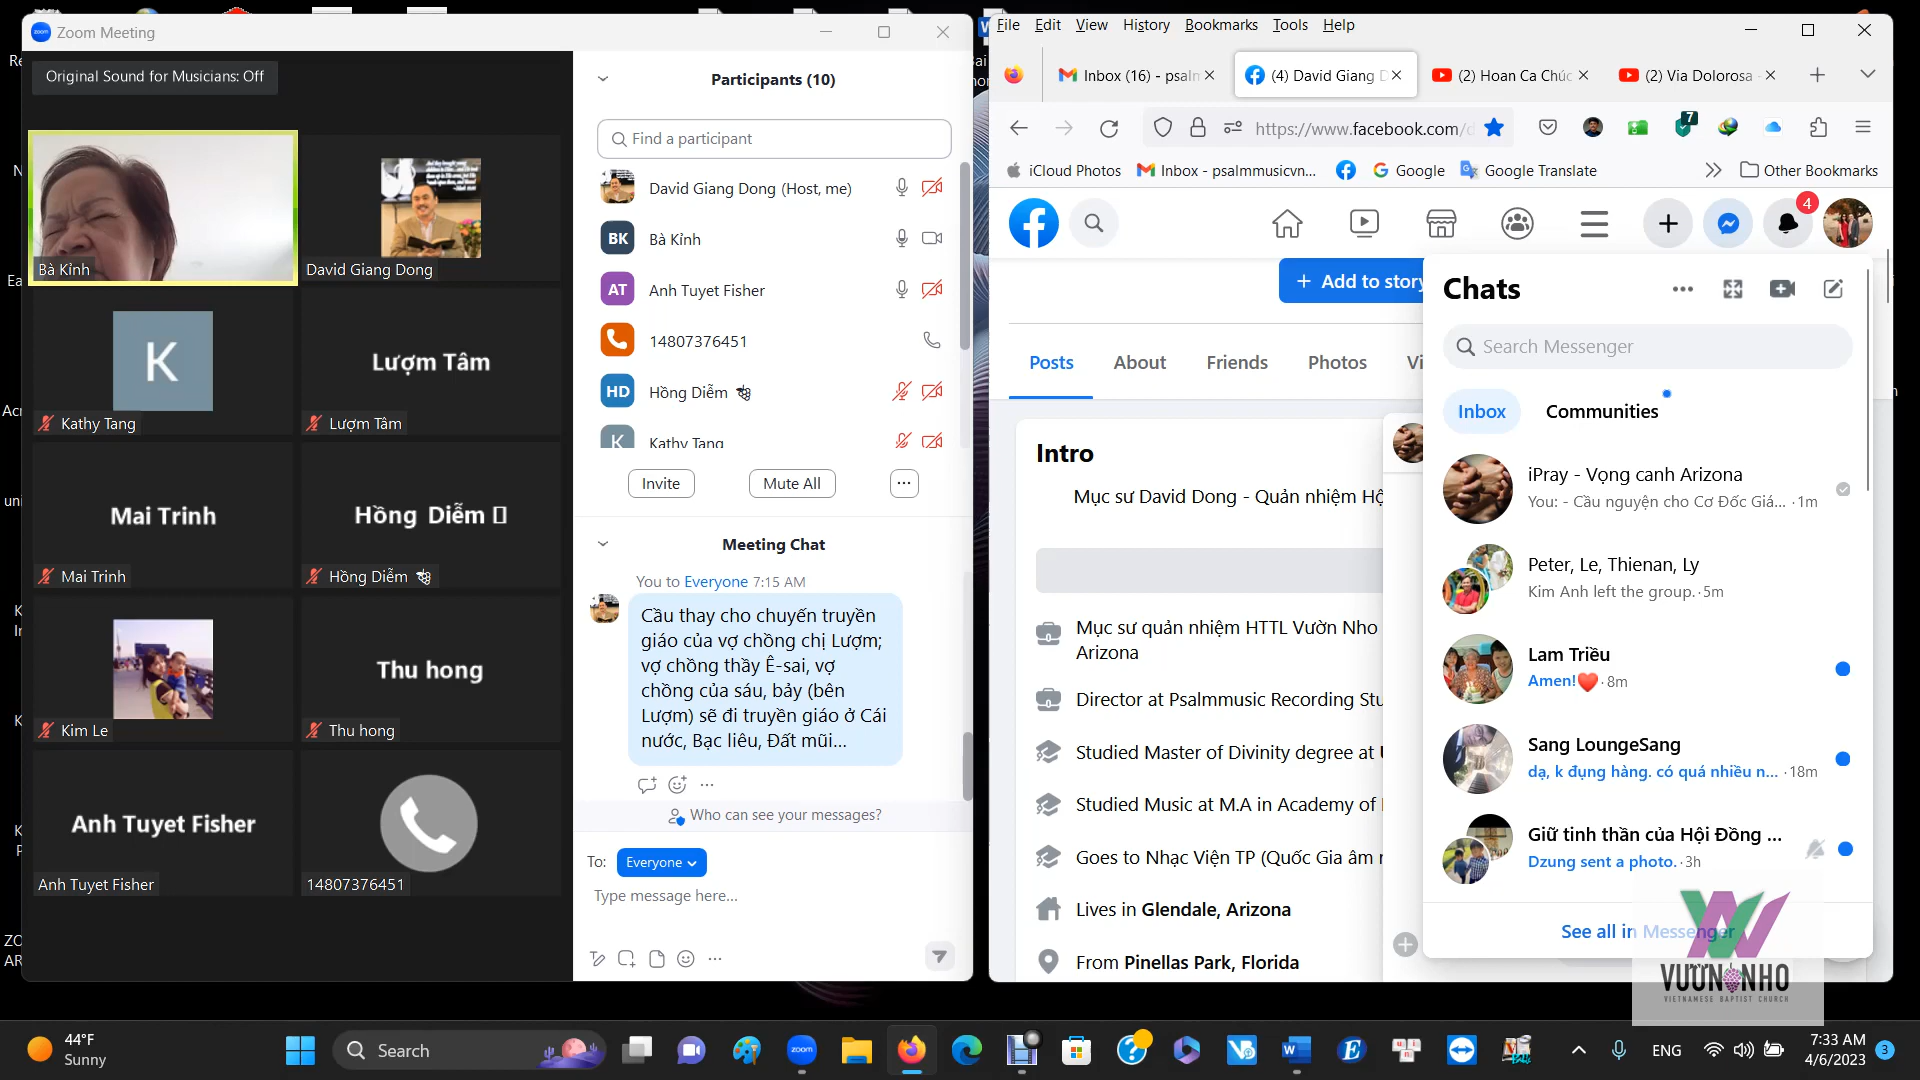 Zoom Meeting
Original Sound for Musicians: Off
Bà Kỉnh
David Giang Dong
K
Lượm Tâm
Kathy Tang
Lượm Tâm
Mai Trinh
Hồng Diễm
Mai Trinh
Hồng Diễm
Thu hong
Kim Le
Thu hong
Anh Tuyet Fisher
Anh Tuyet Fisher
14807376451
Participants (10)
Find a participant
David Giang Dong (Host, me)
BK Bà Kỉnh
AT Anh Tuyet Fisher
14807376451
HD Hồng Diễm
K Kathy Tang
Invite
Mute All
Meeting Chat
You to Everyone 7:15 AM
Cầu thay cho chuyến truyền
giáo của vợ chồng chị Lượm;
vợ chồng thầy Ê-sai, vợ
chồng của sáu, bảy (bên
Lượm) sẽ đi truyền giáo ở Cái
nước, Bạc liêu, Đất mũi...
Who can see your messages?
To: Everyone
Type message here...
File Edit View History Bookmarks Tools Help
Inbox (16) - psalm
(4) David Giang D
(2) Hoan Ca Chúc
(2) Via Dolorosa -
https://www.facebook.com/d
7
iCloud Photos
Inbox - psalmmusicvn...
Google
Google Translate
Other Bookmarks
4
+ Add to story
Posts About Friends Photos Vi
Intro
Mục sư David Dong - Quản nhiệm Hộ
Mục sư quản nhiệm HTTL Vườn Nho
Arizona
Director at Psalmmusic Recording Stu
Studied Master of Divinity degree at
Studied Music at M.A in Academy of
Goes to Nhạc Viện TP (Quốc Gia âm
Lives in Glendale, Arizona
From Pinellas Park, Florida
Chats
Search Messenger
Inbox
Communities
iPray - Vọng canh Arizona
You: - Cầu nguyện cho Cơ Đốc Giá... · 1m
Peter, Le, Thienan, Ly
Kim Anh left the group. · 5m
Lam Triều
Amen!❤️ · 8m
Sang LoungeSang
dạ, k đụng hàng. có quá nhiều n... · 18m
Giữ tinh thần của Hội Đồng ...
Dzung sent a photo. · 3h
See all in Messenger
VƯỜN NHO
VIETNAMESE BAPTIST CHURCH
44°F
Sunny
Search
zoom
ENG
7:33 AM
4/6/2023
3